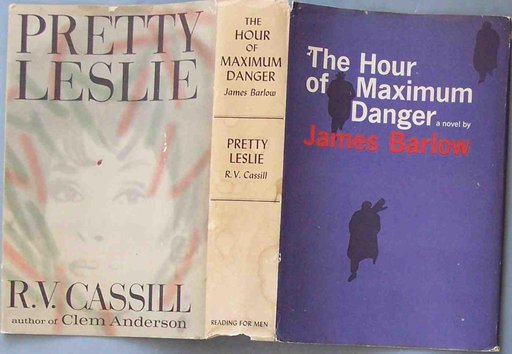 PRETTY
LESLIE
R.V. CASSILL
author of Clem Anderson
THE
HOUR
OF
MAXIMUM
DANGER
James Barlow
PRETTY
LESLIE
R.V. Cassill
READING FOR MEN
The Hour
of Maximum
Danger
a novel by
James Barlow